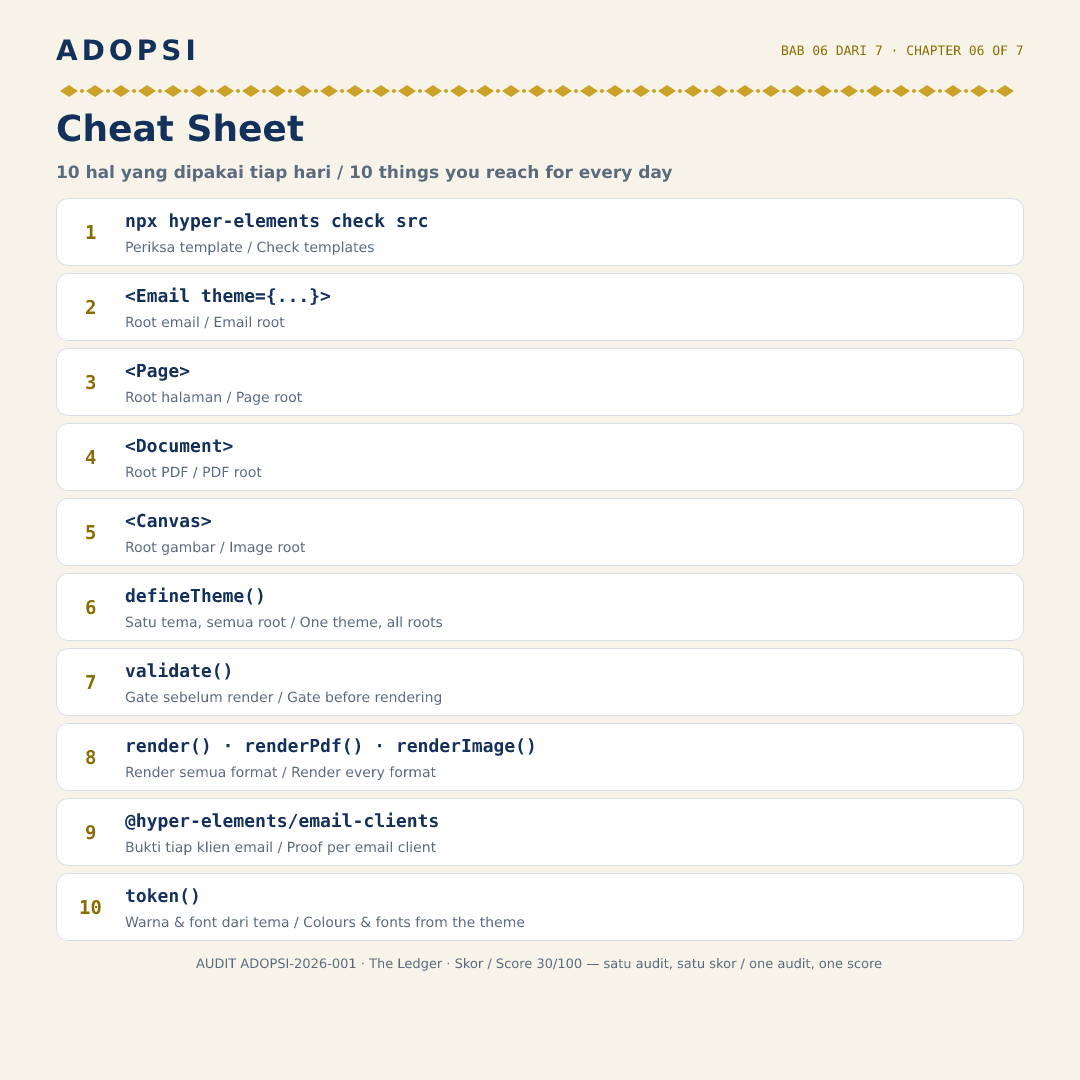 ADOPSI
BAB 06 DARI 7 · CHAPTER 06 OF 7
Cheat Sheet
10 hal yang dipakai tiap hari / 10 things you reach for every day
1
npx hyper-elements check src
Periksa template / Check templates
2
<Email theme={...}>
Root email / Email root
3
<Page>
Root halaman / Page root
4
<Document>
Root PDF / PDF root
5
<Canvas>
Root gambar / Image root
6
defineTheme()
Satu tema, semua root / One theme, all roots
7
validate()
Gate sebelum render / Gate before rendering
8
render() · renderPdf() · renderImage()
Render semua format / Render every format
9
@hyper-elements/email-clients
Bukti tiap klien email / Proof per email client
10
token()
Warna & font dari tema / Colours & fonts from the theme
AUDIT ADOPSI-2026-001 · The Ledger · Skor / Score 30/100 — satu audit, satu skor / one audit, one score